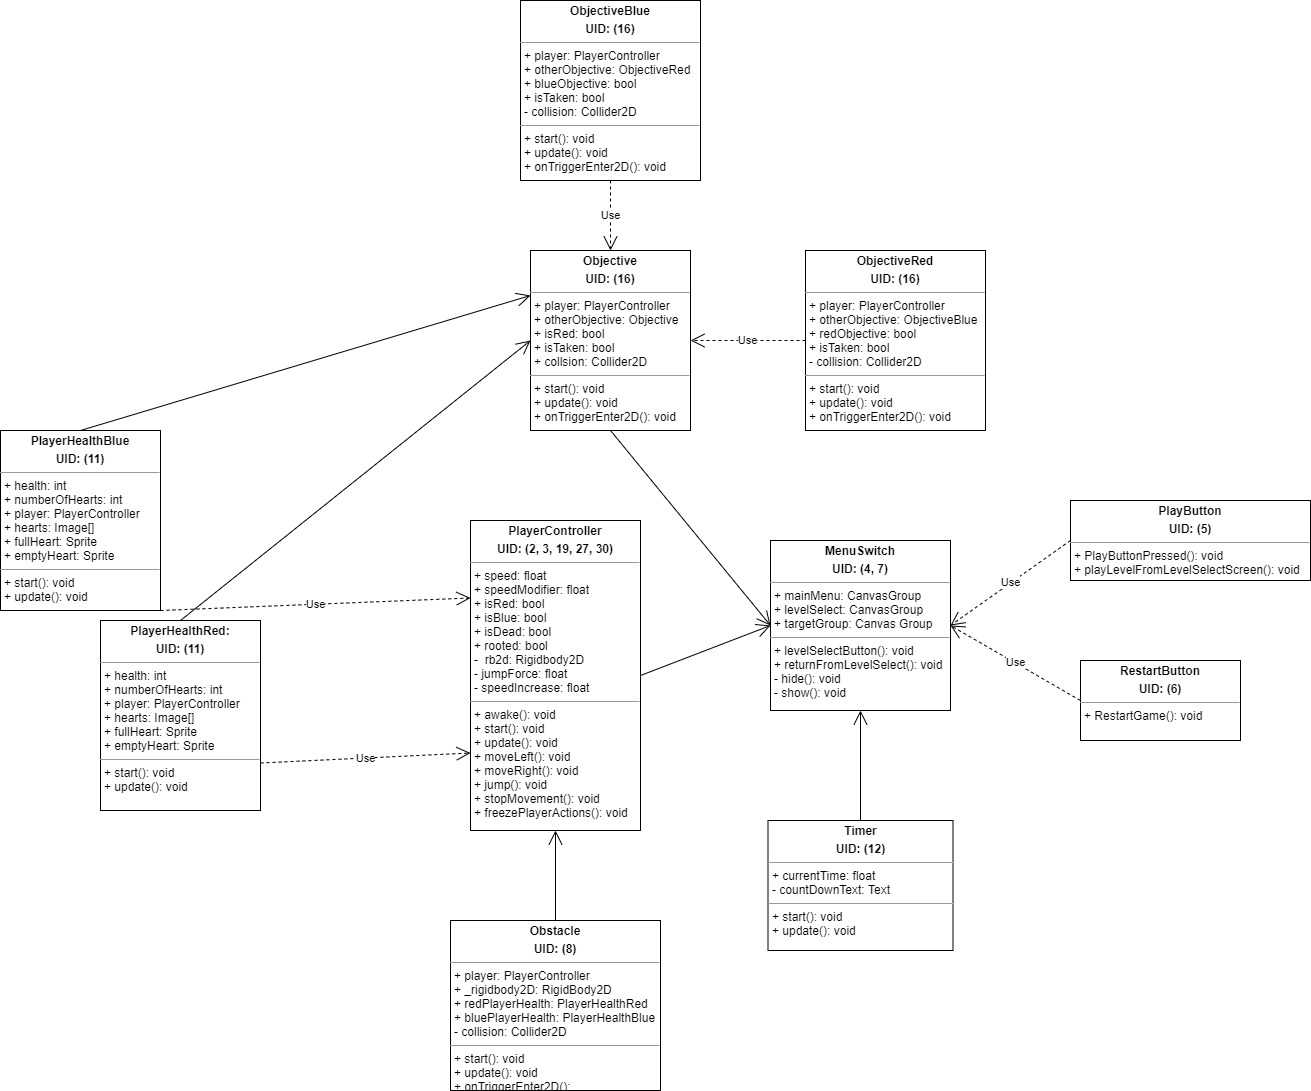 ObjectiveBlue
UID: (16)
+ player: PlayerController
+ otherObjective: ObjectiveRed
+ blueObjective: bool
+ isTaken: bool
- collision: Collider2D
+ start(): void
+ update(): void
+ onTriggerEnter2D(): void
Use
Objective
UID: (16)
+ player: PlayerController
+ otherObjective: Objective
+ isRed: bool
+ isTaken: bool
+ collsion: Collider2D
+ start(): void
+ update(): void
+ onTriggerEnter2D(): void
Use
ObjectiveRed
UID: (16)
+ player: PlayerController
+ otherObjective: ObjectiveBlue
+ redObjective: bool
+ isTaken: bool
- collision: Collider2D
+ start(): void
+ update(): void
+ onTriggerEnter2D(): void
PlayerHealthBlue
UID: (11)
+ health: int
+ numberOfHearts: int
+ player: PlayerController
+ hearts: Image[]
+ fullHeart: Sprite
+ emptyHeart: Sprite
+ start(): void
+ update(): void
Use
PlayerHealthRed:
UID: (11)
+ health: int
+ numberOfHearts: int
+ player: PlayerController
+ hearts: Image[]
+ fullHeart: Sprite
+ emptyHeart: Sprite
+ start(): void
+ update(): void
Use
PlayerController
UID: (2, 3, 19, 27, 30)
+ speed: float
+ speedModifier: float
+ isRed: bool
+ isBlue: bool
+ isDead: bool
+ rooted: bool
- rb2d: Rigidbody2D
- jumpForce: float
- speedIncrease: float
+ awake(): void
+ start(): void
+ update(): void
+ moveLeft(): void
+ moveRight(): void
+ jump(): void
+ stopMovement(): void
+ freezePlayerActions(): void
MenuSwitch
UID: (4, 7)
+ mainMenu: CanvasGroup
+ levelSelect: CanvasGroup
+ targetGroup: Canvas Group
+ levelSelectButton(): void
+ returnFromLevelSelect(): void
- hide(): void
- show(): void
PlayButton
UID: (5)
+ PlayButtonPressed(): void
+ playLevelFromLevelSelectScreen(): void
Use
RestartButton
UID: (6)
+ RestartGame(): void
Use
Timer
UID: (12)
+ currentTime: float
- countDownText: Text
+ start(): void
+ update(): void
Obstacle
UID: (8)
+ player: PlayerController
+ _rigidbody2D: RigidBody2D
+ redPlayerHealth: PlayerHealthRed
+ bluePlayerHealth: PlayerHealthBlue
- collision: Collider2D
+ start(): void
+ update(): void
+ onTriggerEnter2D():